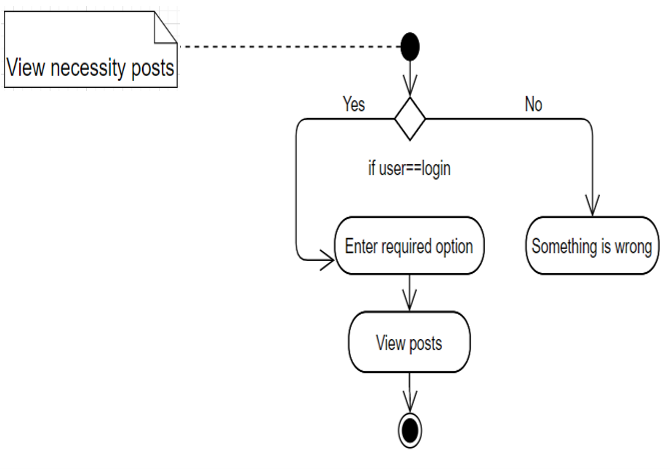 View necessity posts
Yes
No
if user==login
Enter required option
Something is wrong
View posts